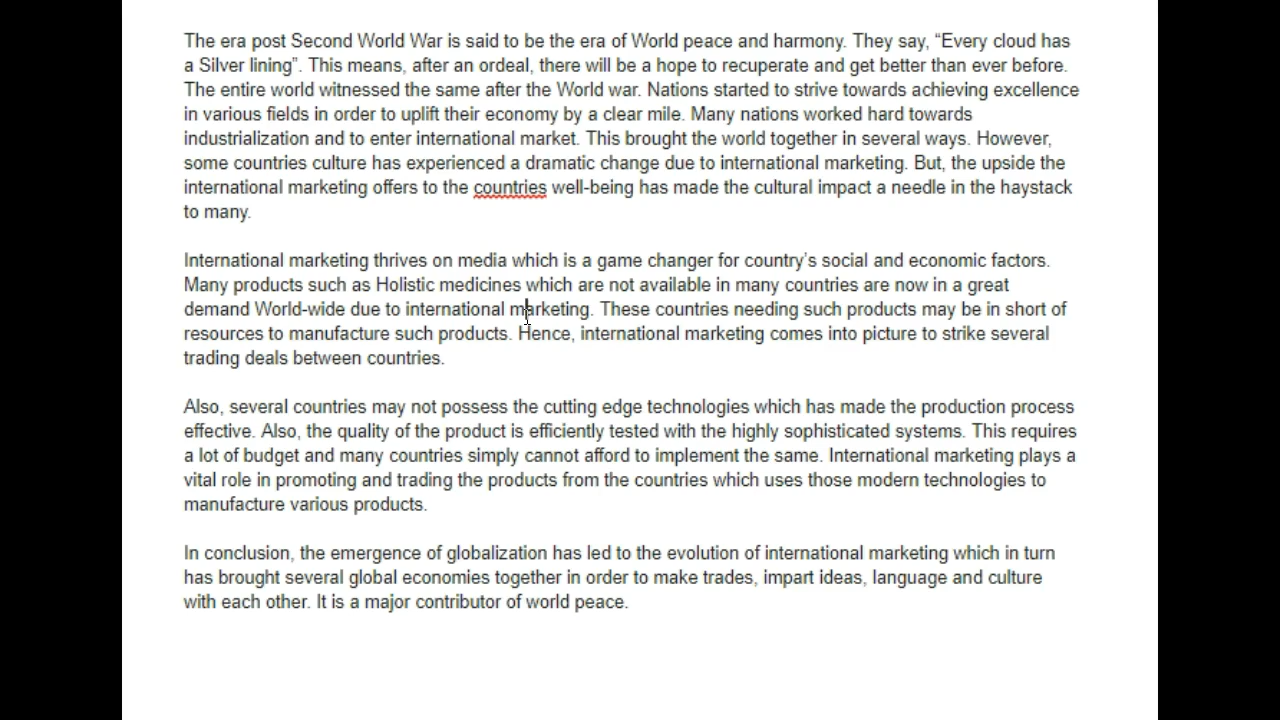 The era post Second World War is said to be the era of World peace and harmony. They say, “Every cloud has
a Silver lining”. This means, after an ordeal, there will be a hope to recuperate and get better than ever before.
The entire world witnessed the same after the World war. Nations started to strive towards achieving excellence
in various fields in order to uplift their economy by a clear mile. Many nations worked hard towards
industrialization and to enter international market. This brought the world together in several ways. However,
some countries culture has experienced a dramatic change due to international marketing. But, the upside the
international marketing offers to the countries well-being has made the cultural impact a needle in the haystack
to many.
International marketing thrives on media which is a game changer for country’s social and economic factors.
Many products such as Holistic medicines which are not available in many countries are now in a great
demand World-wide due to international marketing. These countries needing such products may be in short of
resources to manufacture such products. Hence, international marketing comes into picture to strike several
trading deals between countries.
Also, several countries may not possess the cutting edge technologies which has made the production process
effective. Also, the quality of the product is efficiently tested with the highly sophisticated systems. This requires
a lot of budget and many countries simply cannot afford to implement the same. International marketing plays a
vital role in promoting and trading the products from the countries which uses those modern technologies to
manufacture various products.
In conclusion, the emergence of globalization has led to the evolution of international marketing which in turn
has brought several global economies together in order to make trades, impart ideas, language and culture
with each other. It is a major contributor of world peace.